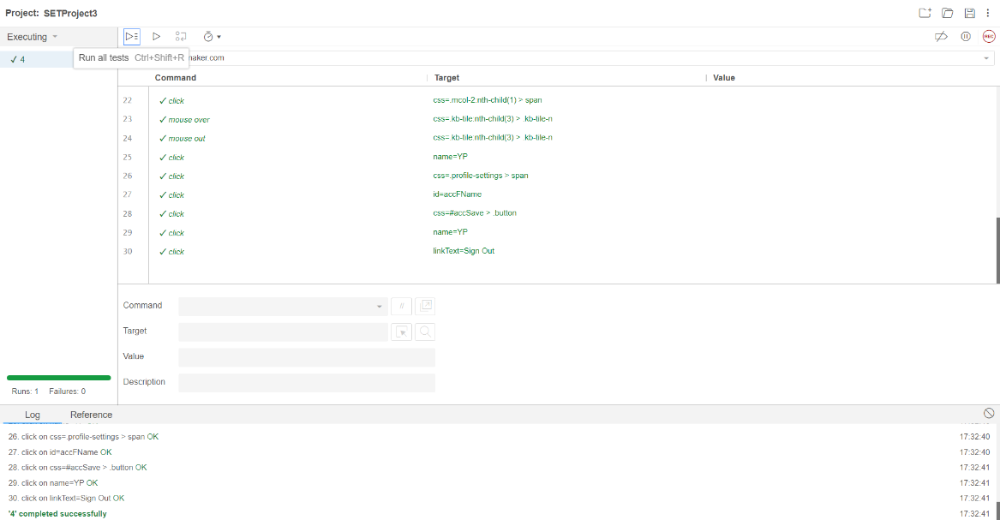 Project: SETProject3
Executing
REC
✓ 4
Run all tests Ctrl+Shift+R
naker.com
Command Target Value
22 ✓ click css=.mcol-2:nth-child(1) > span
23 ✓ mouse over css=.kb-tile:nth-child(3) > .kb-tile-n
24 ✓ mouse out css=.kb-tile:nth-child(3) > .kb-tile-n
25 ✓ click name=YP
26 ✓ click css=.profile-settings > span
27 ✓ click id=accFName
28 ✓ click css=#accSave > .button
29 ✓ click name=YP
30 ✓ click linkText=Sign Out
Command //
Target
Value
Description
Runs: 1 Failures: 0
Log Reference
26. click on css=.profile-settings > span OK 17:32:40
27. click on id=accFName OK 17:32:40
28. click on css=#accSave > .button OK 17:32:41
29. click on name=YP OK 17:32:41
30. click on linkText=Sign Out OK 17:32:41
'4' completed successfully 17:32:41